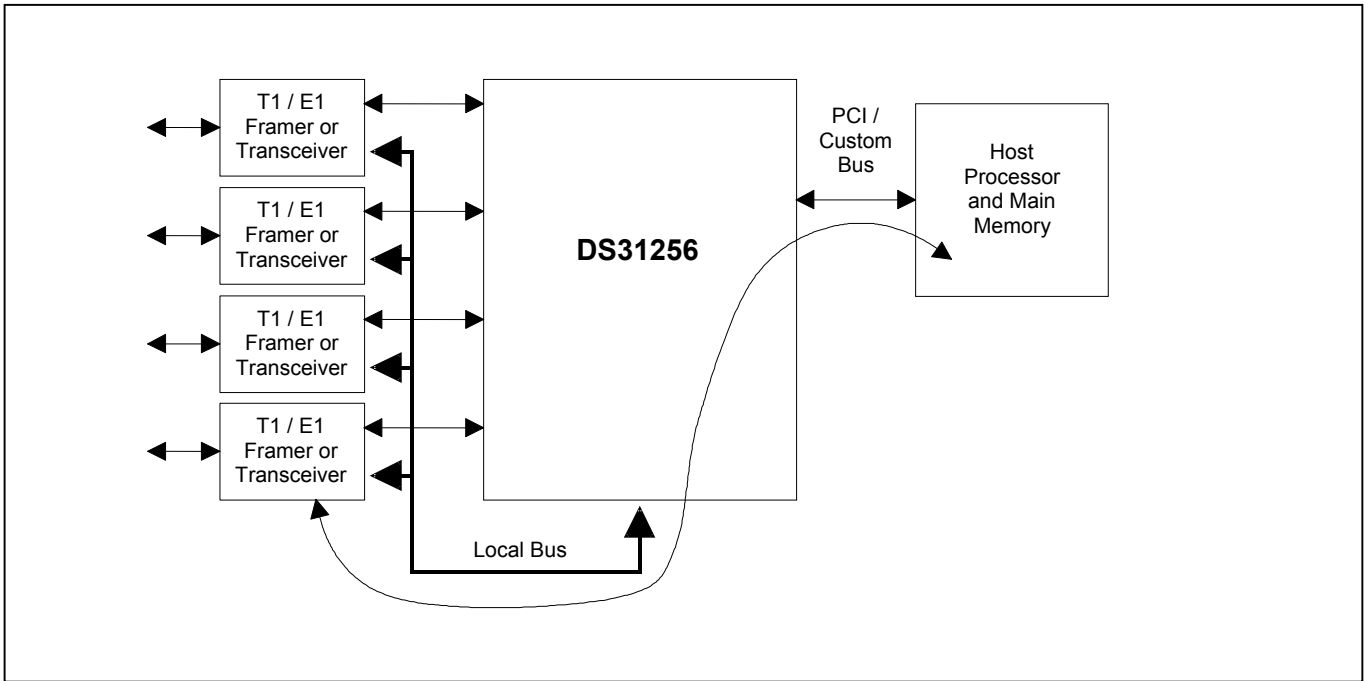 T1 / E1
Framer or
Transceiver
T1 / E1
Framer or
Transceiver
T1 / E1
Framer or
Transceiver
T1 / E1
Framer or
Transceiver
DS31256
Local Bus
PCI /
Custom
Bus
Host
Processor
and Main
Memory